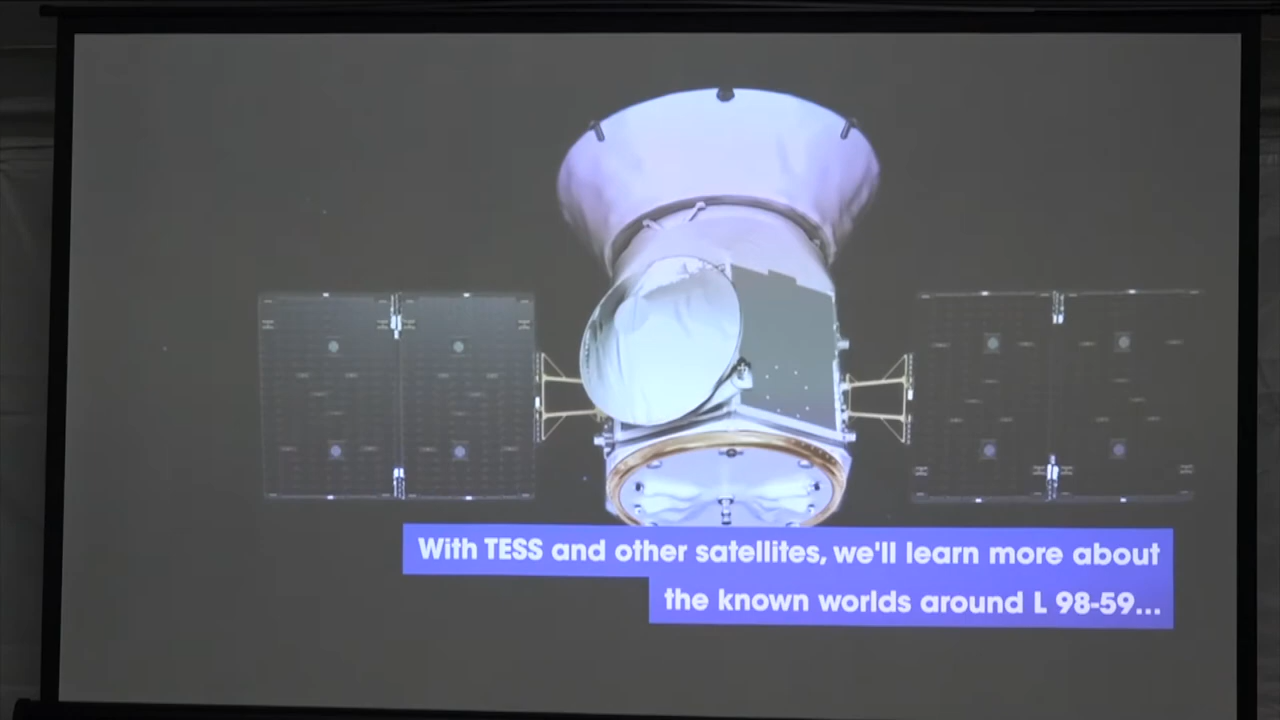 With TESS and other satellites, we'll learn more about
the known worlds around L 98-59...